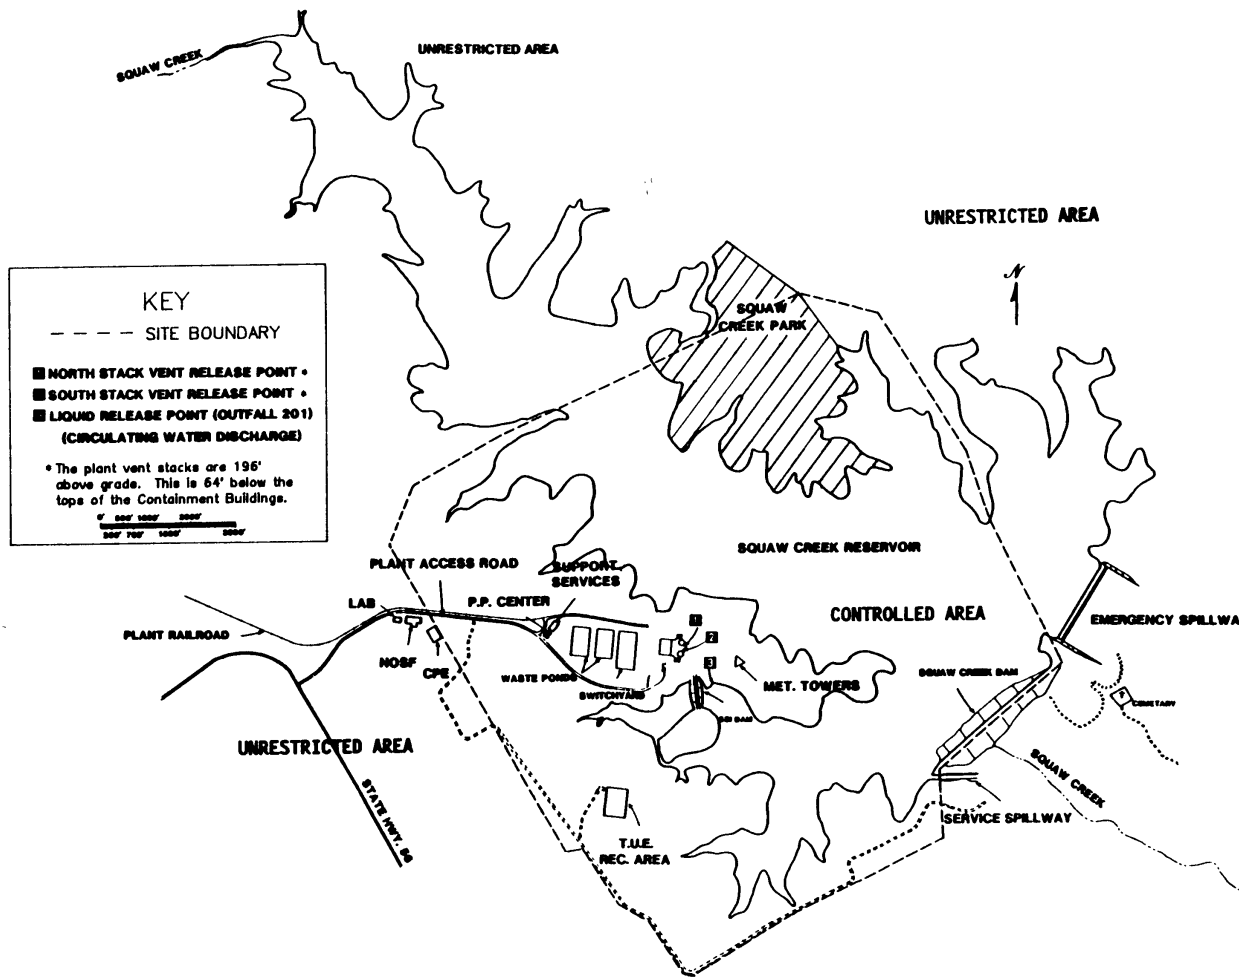 SQUAW CREEK
UNRESTRICTED AREA
UNRESTRICTED AREA
N
KEY
SITE BOUNDARY
NORTH STACK VENT RELEASE POINT *
SOUTH STACK VENT RELEASE POINT *
LIQUID RELEASE POINT (OUTFALL 201)
(CIRCULATING WATER DISCHARGE)
* The plant vent stacks are 196'
above grade. This is 64' below the
tops of the Containment Buildings.
SQUAW
CREEK PARK
SQUAW CREEK RESERVOIR
PLANT ACCESS ROAD
SUPPORT
SERVICES
P.P. CENTER
LAB
PLANT RAILROAD
NOSF
CPE
CONTROLLED AREA
EMERGENCY SPILLWA
1
2
3
WASTE PONDS
SWITCHYARD
MET. TOWERS
SQUAW CREEK DAM
CEMETARY
SSI DAM
UNRESTRICTED AREA
STATE HWY. 56
SQUAW CREEK
SERVICE SPILLWAY
T.U.E.
REC. AREA